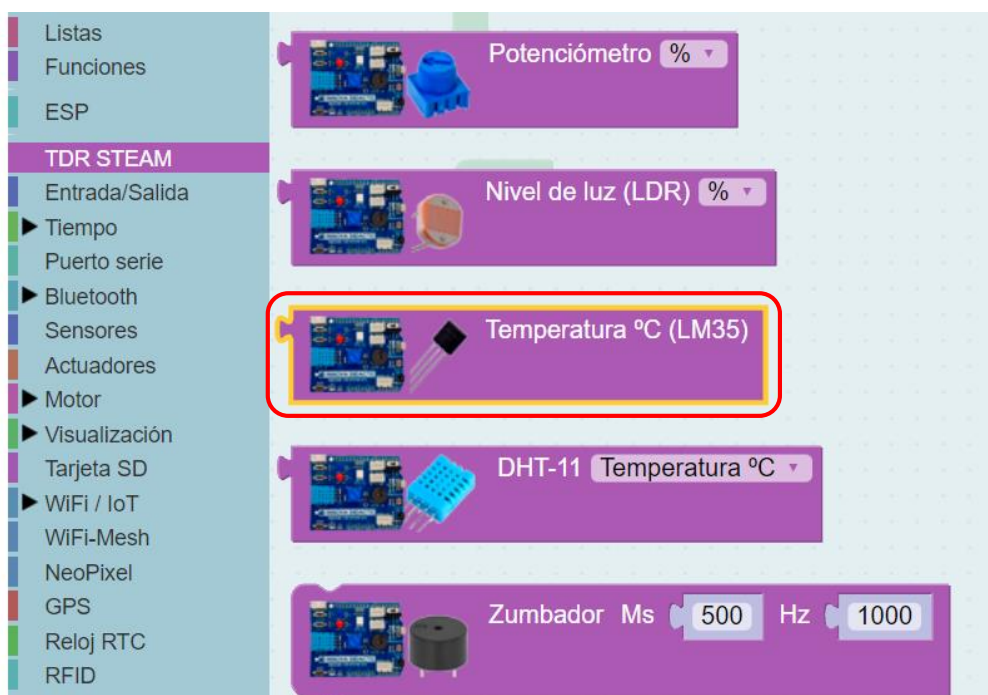 Listas
Funciones
ESP
TDR STEAM
Entrada/Salida
Tiempo
Puerto serie
Bluetooth
Sensores
Actuadores
Motor
Visualización
Tarjeta SD
WiFi / IoT
WiFi-Mesh
NeoPixel
GPS
Reloj RTC
RFID
Potenciómetro %
Nivel de luz (LDR) %
Temperatura ºC (LM35)
DHT-11 Temperatura ºC
Zumbador Ms 500 Hz 1000